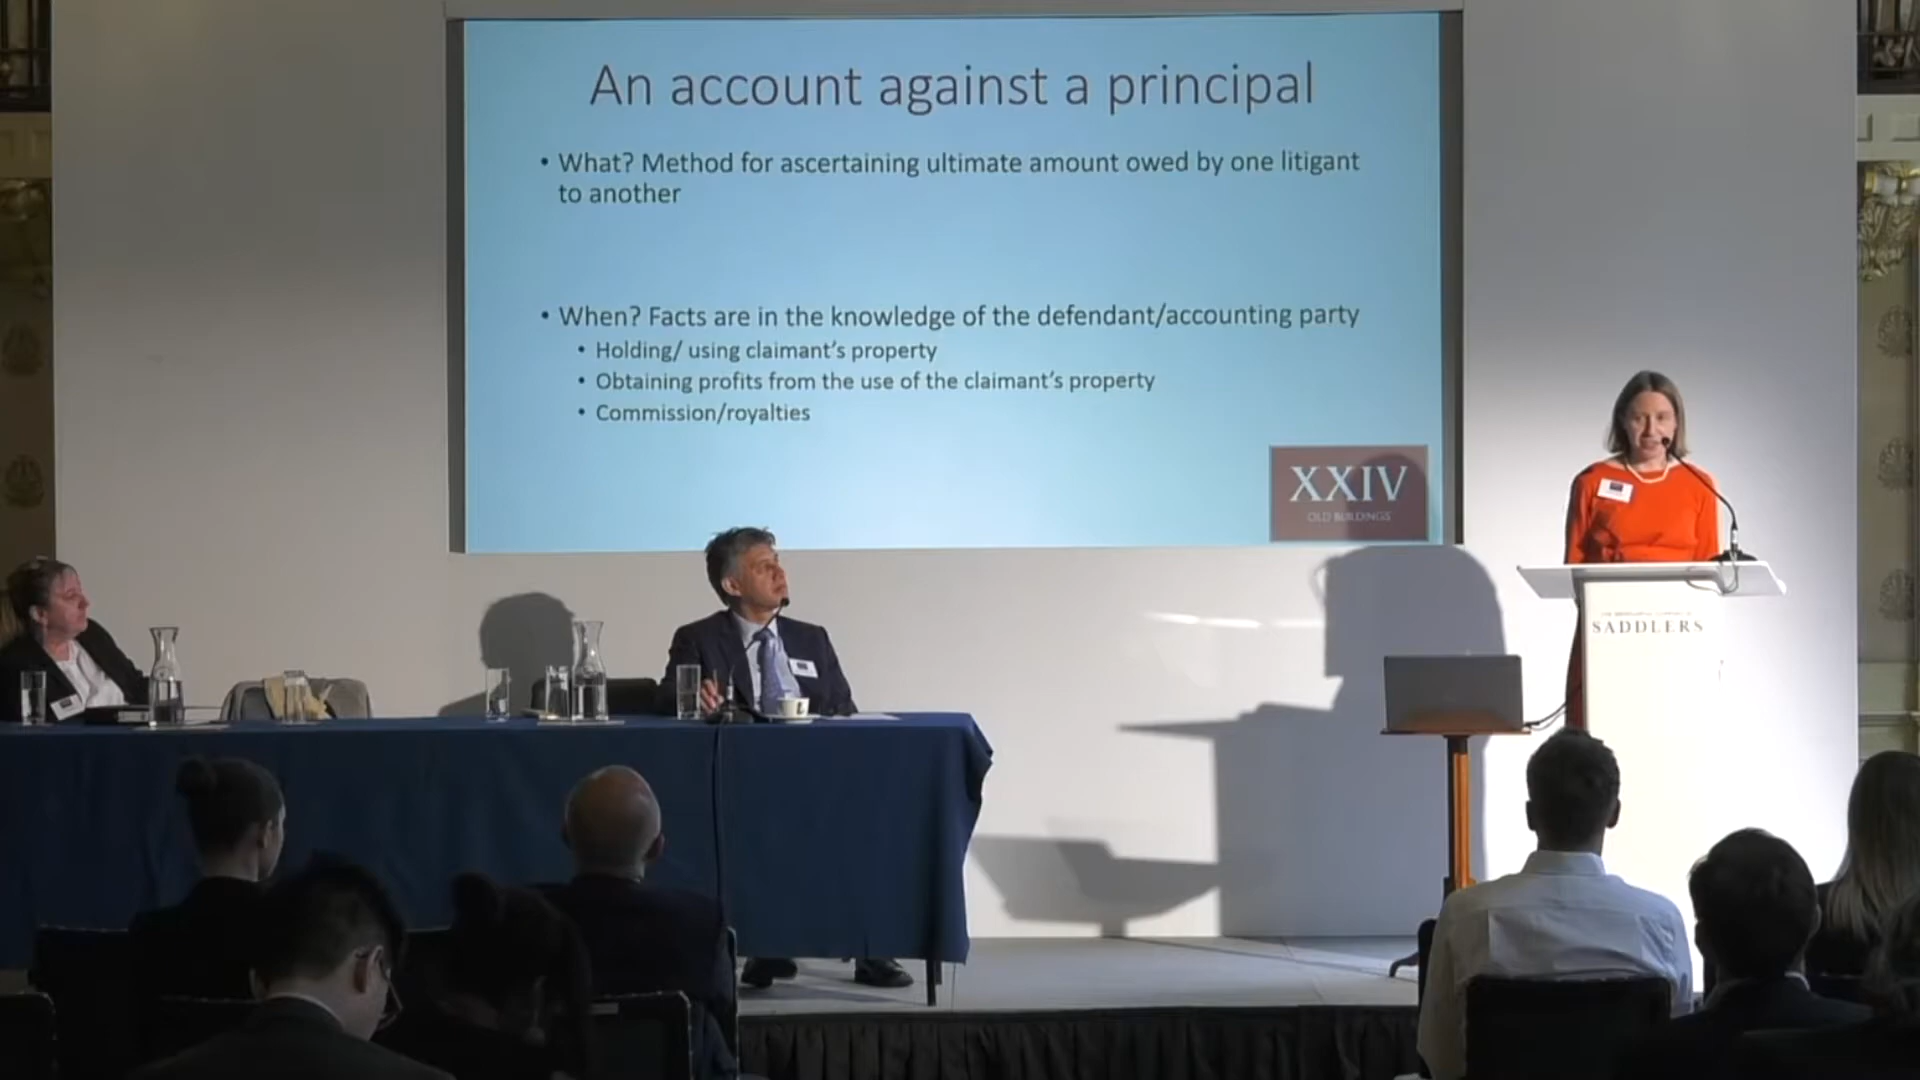 An account against a principal
• What? Method for ascertaining ultimate amount owed by one litigant
to another
• When? Facts are in the knowledge of the defendant/accounting party
• Holding/ using claimant's property
• Obtaining profits from the use of the claimant's property
• Commission/royalties
XXIV
OLD BUILDINGS
SADDLERS